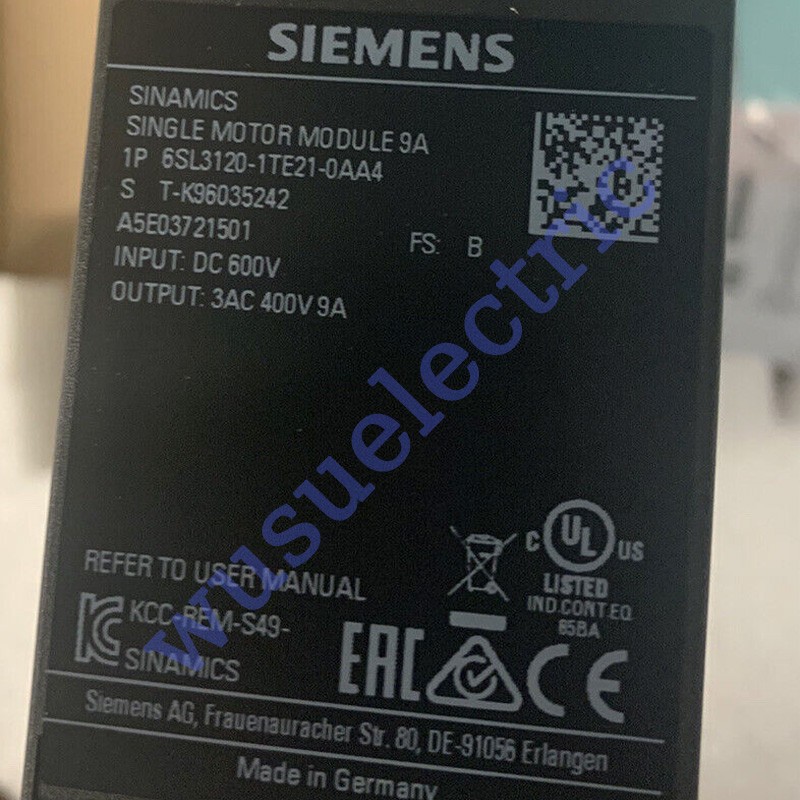 SIEMENS
SINAMICS
SINGLE MOTOR MODULE 9A
1P 6SL3120-1TE21-0AA4
S T-K96035242
A5E03721501
FS: B
INPUT: DC 600V
OUTPUT: 3AC 400V 9A
wusuelectric
REFER TO USER MANUAL
C UL US
LISTED
IND.CONT.EQ.
65BA
KCC-REM-S49-
SINAMICS
EAC CE
Siemens AG, Frauenauracher Str. 80, DE-91056 Erlangen
Made in Germany